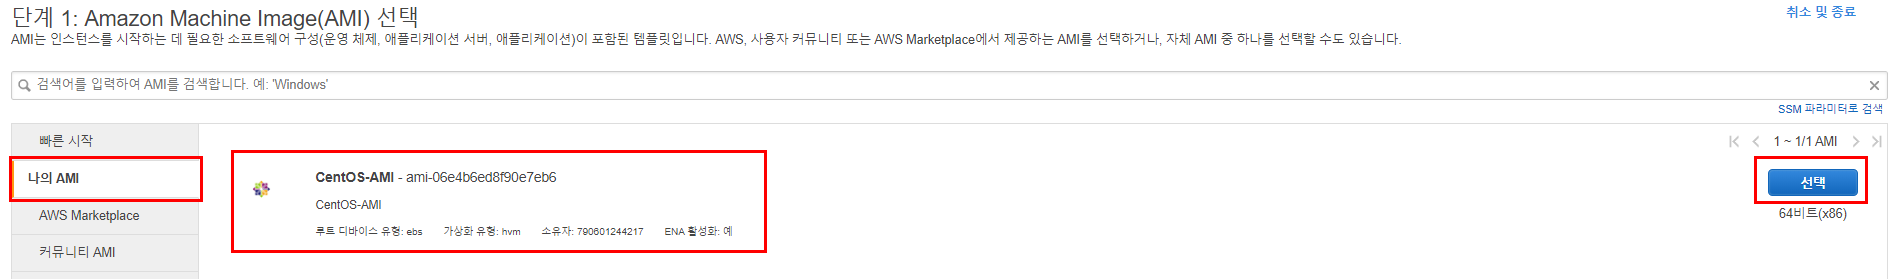 단계 1: Amazon Machine Image(AMI) 선택
취소 및 종료
AMI는 인스턴스를 시작하는 데 필요한 소프트웨어 구성(운영 체제, 애플리케이션 서버, 애플리케이션)이 포함된 템플릿입니다. AWS, 사용자 커뮤니티 또는 AWS Marketplace에서 제공하는 AMI를 선택하거나, 자체 AMI 중 하나를 선택할 수도 있습니다.
검색어를 입력하여 AMI를 검색합니다. 예: 'Windows'
SSM 파라미터로 검색
빠른 시작
1 ~ 1/1 AMI
나의 AMI
CentOS-AMI - ami-06e4b6ed8f90e7eb6
선택
CentOS-AMI
AWS Marketplace
64비트(x86)
루트 디바이스 유형: ebs 가상화 유형: hvm 소유자: 790601244217 ENA 활성화: 예
커뮤니티 AMI